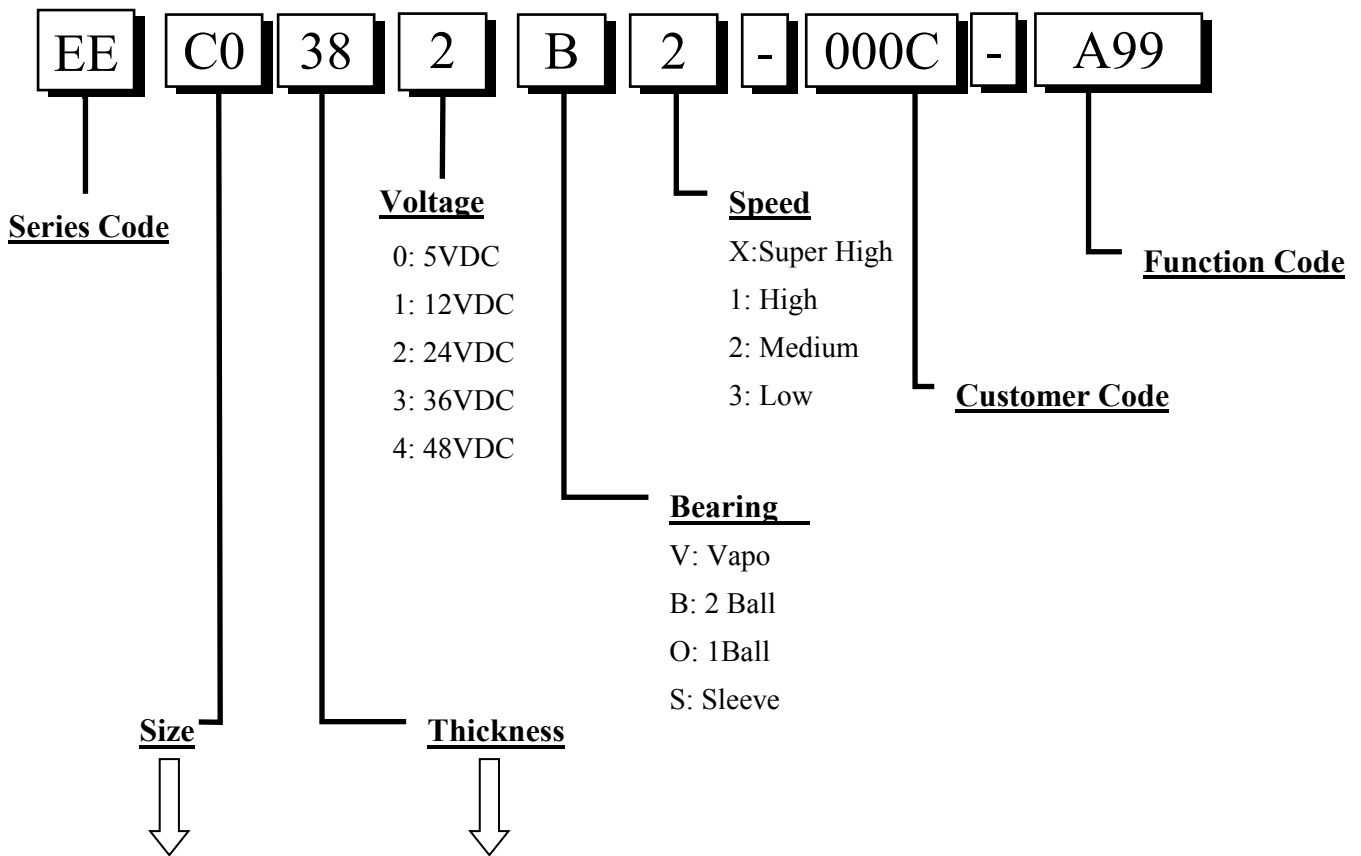 EE C0 38 2 B 2 - 000C - A99
Series Code
Voltage
0: 5VDC
1: 12VDC
2: 24VDC
3: 36VDC
4: 48VDC
Speed
X:Super High
1: High
2: Medium
3: Low
Function Code
Customer Code
Bearing
V: Vapo
B: 2 Ball
O: 1Ball
S: Sleeve
Size
Thickness